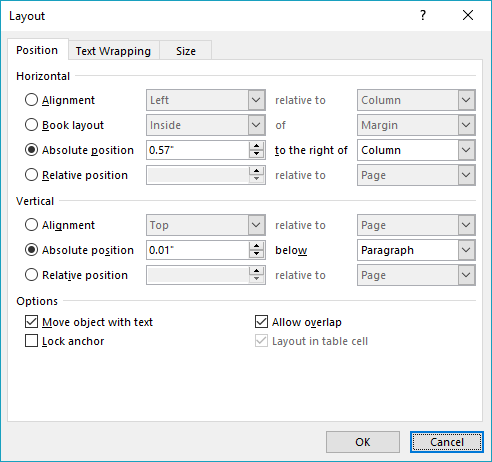 Layout ?
Position Text Wrapping Size
Horizontal
Alignment Left relative to Column
Book layout Inside of Margin
Absolute position 0.57" to the right of Column
Relative position relative to Page
Vertical
Alignment Top relative to Page
Absolute position 0.01" below Paragraph
Relative position relative to Page
Options
Move object with text Allow overlap
Lock anchor Layout in table cell
OK Cancel